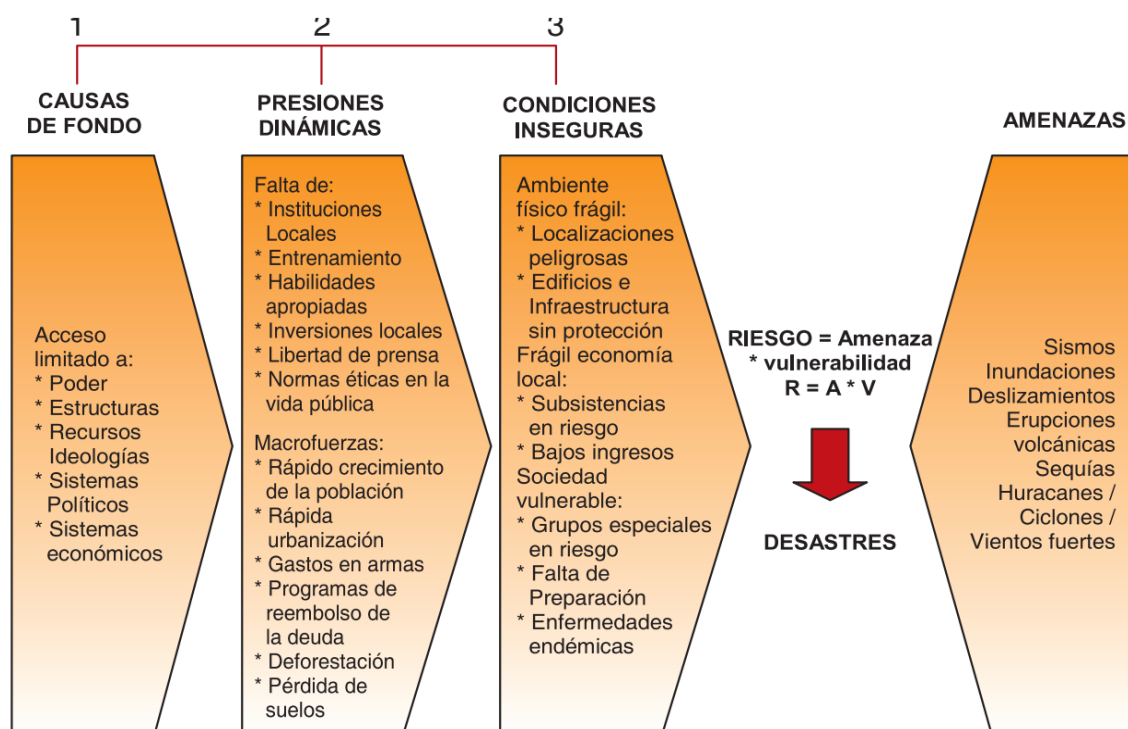 1
2
3
CAUSAS
DE FONDO
PRESIONES
DINÁMICAS
CONDICIONES
INSEGURAS
AMENAZAS
Acceso
limitado a:
* Poder
* Estructuras
* Recursos
Ideologías
* Sistemas
Políticos
* Sistemas
económicos
Falta de:
* Instituciones
Locales
* Entrenamiento
* Habilidades
apropiadas
* Inversiones locales
* Libertad de prensa
* Normas éticas en la
vida pública
Macrofuerzas:
* Rápido crecimiento
de la población
* Rápida
urbanización
* Gastos en armas
* Programas de
reembolso de
la deuda
* Deforestación
* Pérdida de
suelos
Ambiente
físico frágil:
* Localizaciones
peligrosas
* Edificios e
Infraestructura
sin protección
Frágil economía
local:
* Subsistencias
en riesgo
* Bajos ingresos
Sociedad
vulnerable:
* Grupos especiales
en riesgo
* Falta de
Preparación
* Enfermedades
endémicas
RIESGO = Amenaza
* vulnerabilidad
R = A * V
DESASTRES
Sismos
Inundaciones
Deslizamientos
Erupciones
volcánicas
Sequías
Huracanes /
Ciclones /
Vientos fuertes